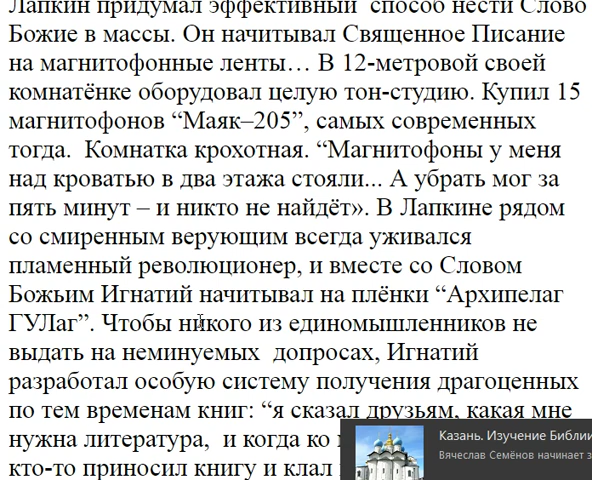 Лапкин придумал эффективный способ нести Слово
Божие в массы. Он начитывал Священное Писание
на магнитофонные ленты… В 12-метровой своей
комнатёнке оборудовал целую тон-студию. Купил 15
магнитофонов “Маяк–205”, самых современных
тогда. Комнатка крохотная. “Магнитофоны у меня
над кроватью в два этажа стояли... А убрать мог за
пять минут – и никто не найдёт». В Лапкине рядом
со смиренным верующим всегда уживался
пламенный революционер, и вместе со Словом
Божьим Игнатий начитывал на плёнки “Архипелаг
ГУЛаг”. Чтобы никого из единомышленников не
выдать на неминуемых допросах, Игнатий
разработал особую систему получения драгоценных
по тем временам книг: “я сказал друзьям, какая мне
нужна литература, и когда ко
кто-то приносил книгу и клал
Казань. Изучение Библии
Вячеслав Семёнов начинает з